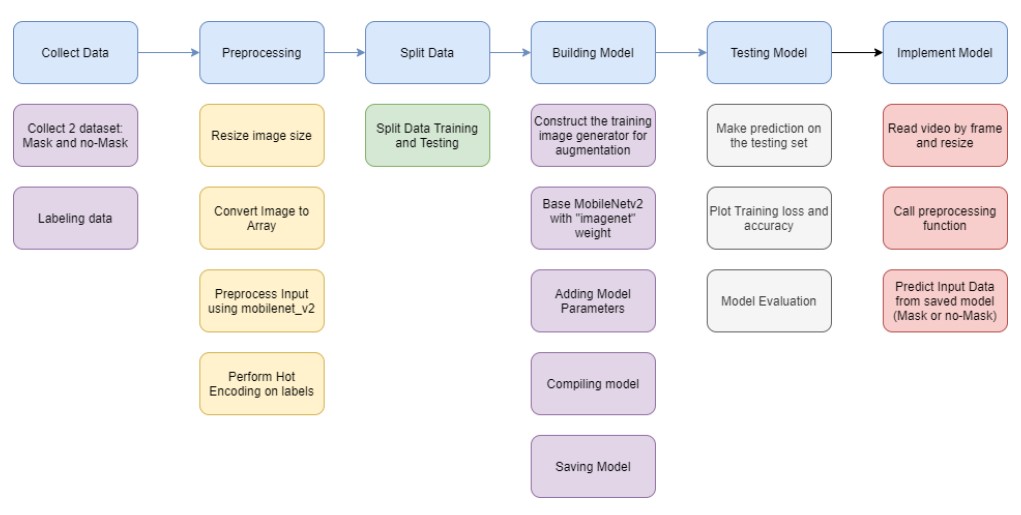 Collect Data
Preprocessing
Split Data
Building Model
Testing Model
Implement Model
Collect 2 dataset:
Mask and no-Mask
Labeling data
Resize image size
Convert Image to
Array
Preprocess Input
using mobilenet_v2
Perform Hot
Encoding on labels
Split Data Training
and Testing
Construct the training
image generator for
augmentation
Base MobileNetv2
with "imagenet"
weight
Adding Model
Parameters
Compiling model
Saving Model
Make prediction on
the testing set
Plot Training loss and
accuracy
Model Evaluation
Read video by frame
and resize
Call preprocessing
function
Predict Input Data
from saved model
(Mask or no-Mask)